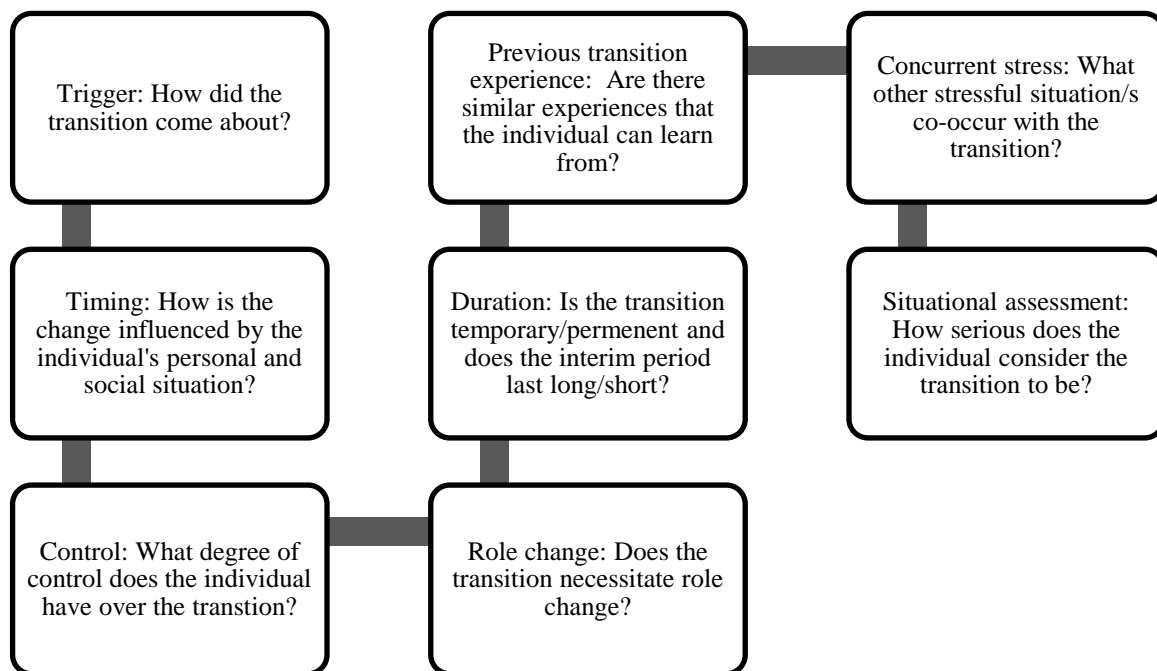 Trigger: How did the
transition come about?
Timing: How is the
change influenced by the
individual's personal and
social situation?
Control: What degree of
control does the individual
have over the transtion?
Role change: Does the
transition necessitate role
change?
Duration: Is the transition
temporary/permenent and
does the interim period
last long/short?
Previous transition
experience:  Are there
similar experiences that
the individual can learn
from?
Concurrent stress: What
other stressful situation/s
co-occur with the
transition?
Situational assessment:
How serious does the
individual consider the
transition to be?